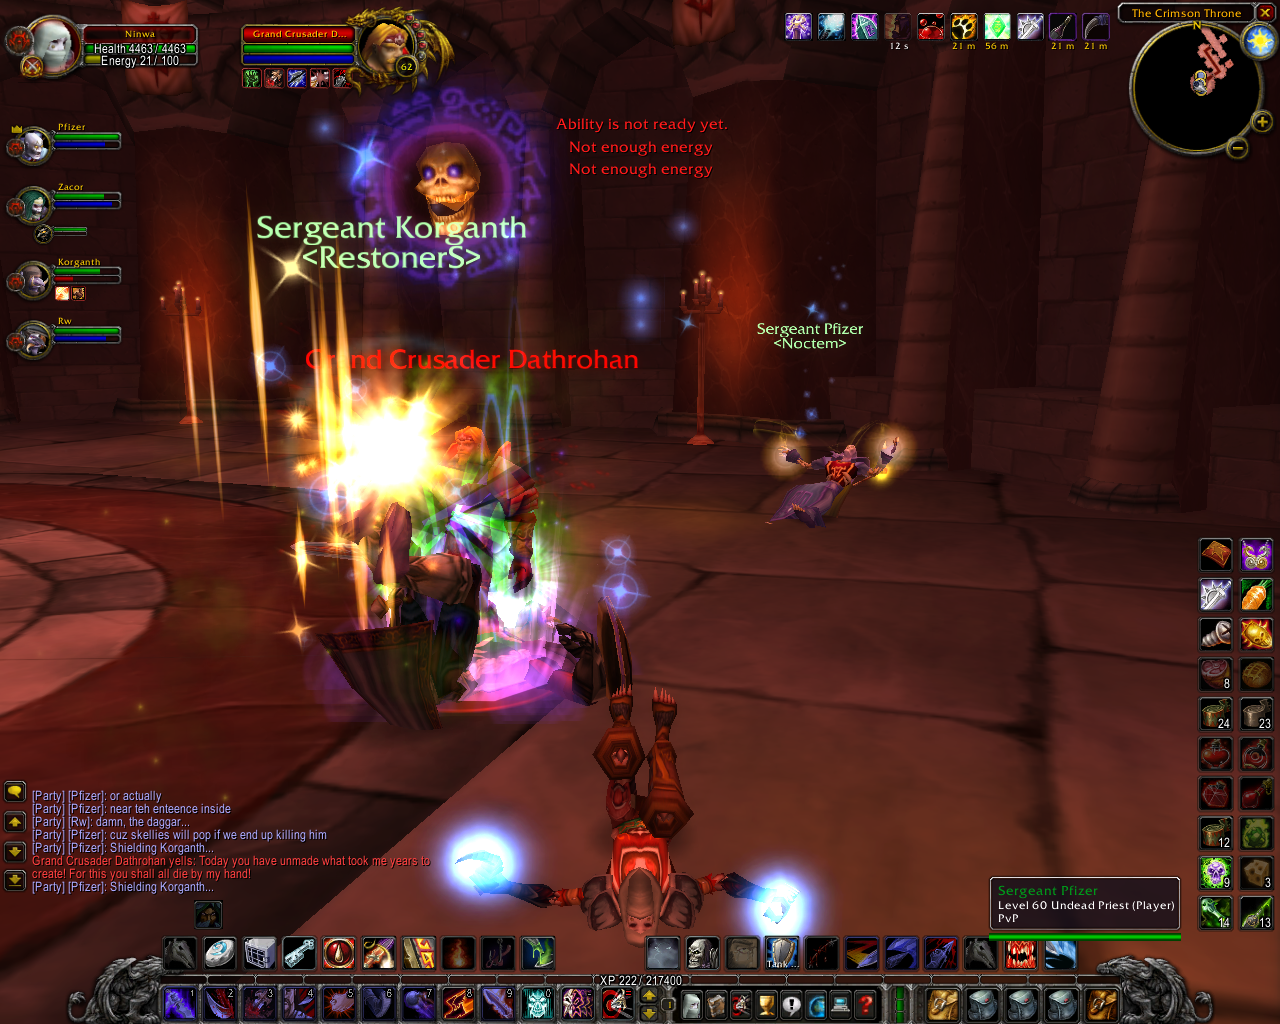 The Crimson Throne
N
Ninwa
Health 4463 / 4463
Energy 21 / 100
Grand Crusader D...
62
12 s
21 m
56 m
21 m
21 m
Pfizer
Zacor
Korganth
Rw
Ability is not ready yet.
Not enough energy
Not enough energy
Sergeant Korganth
<RestonerS>
Grand Crusader Dathrohan
Sergeant Pfizer
<Noctem>
8
24
23
12
9
3
14
13
[Party] [Pfizer]: or actually
[Party] [Pfizer]: near teh enteence inside
[Party] [Rw]: damn, the daggar...
[Party] [Pfizer]: cuz skellies will pop if we end up killing him
[Party] [Pfizer]: Shielding Korganth...
Grand Crusader Dathrohan yells: Today you have unmade what took me years to
create! For this you shall all die by my hand!
[Party] [Pfizer]: Shielding Korganth...
Sergeant Pfizer
Level 60 Undead Priest (Player)
PvP
Tank...
XP 222 / 217400
1
2
3
4
5
6
7
8
9
0
1